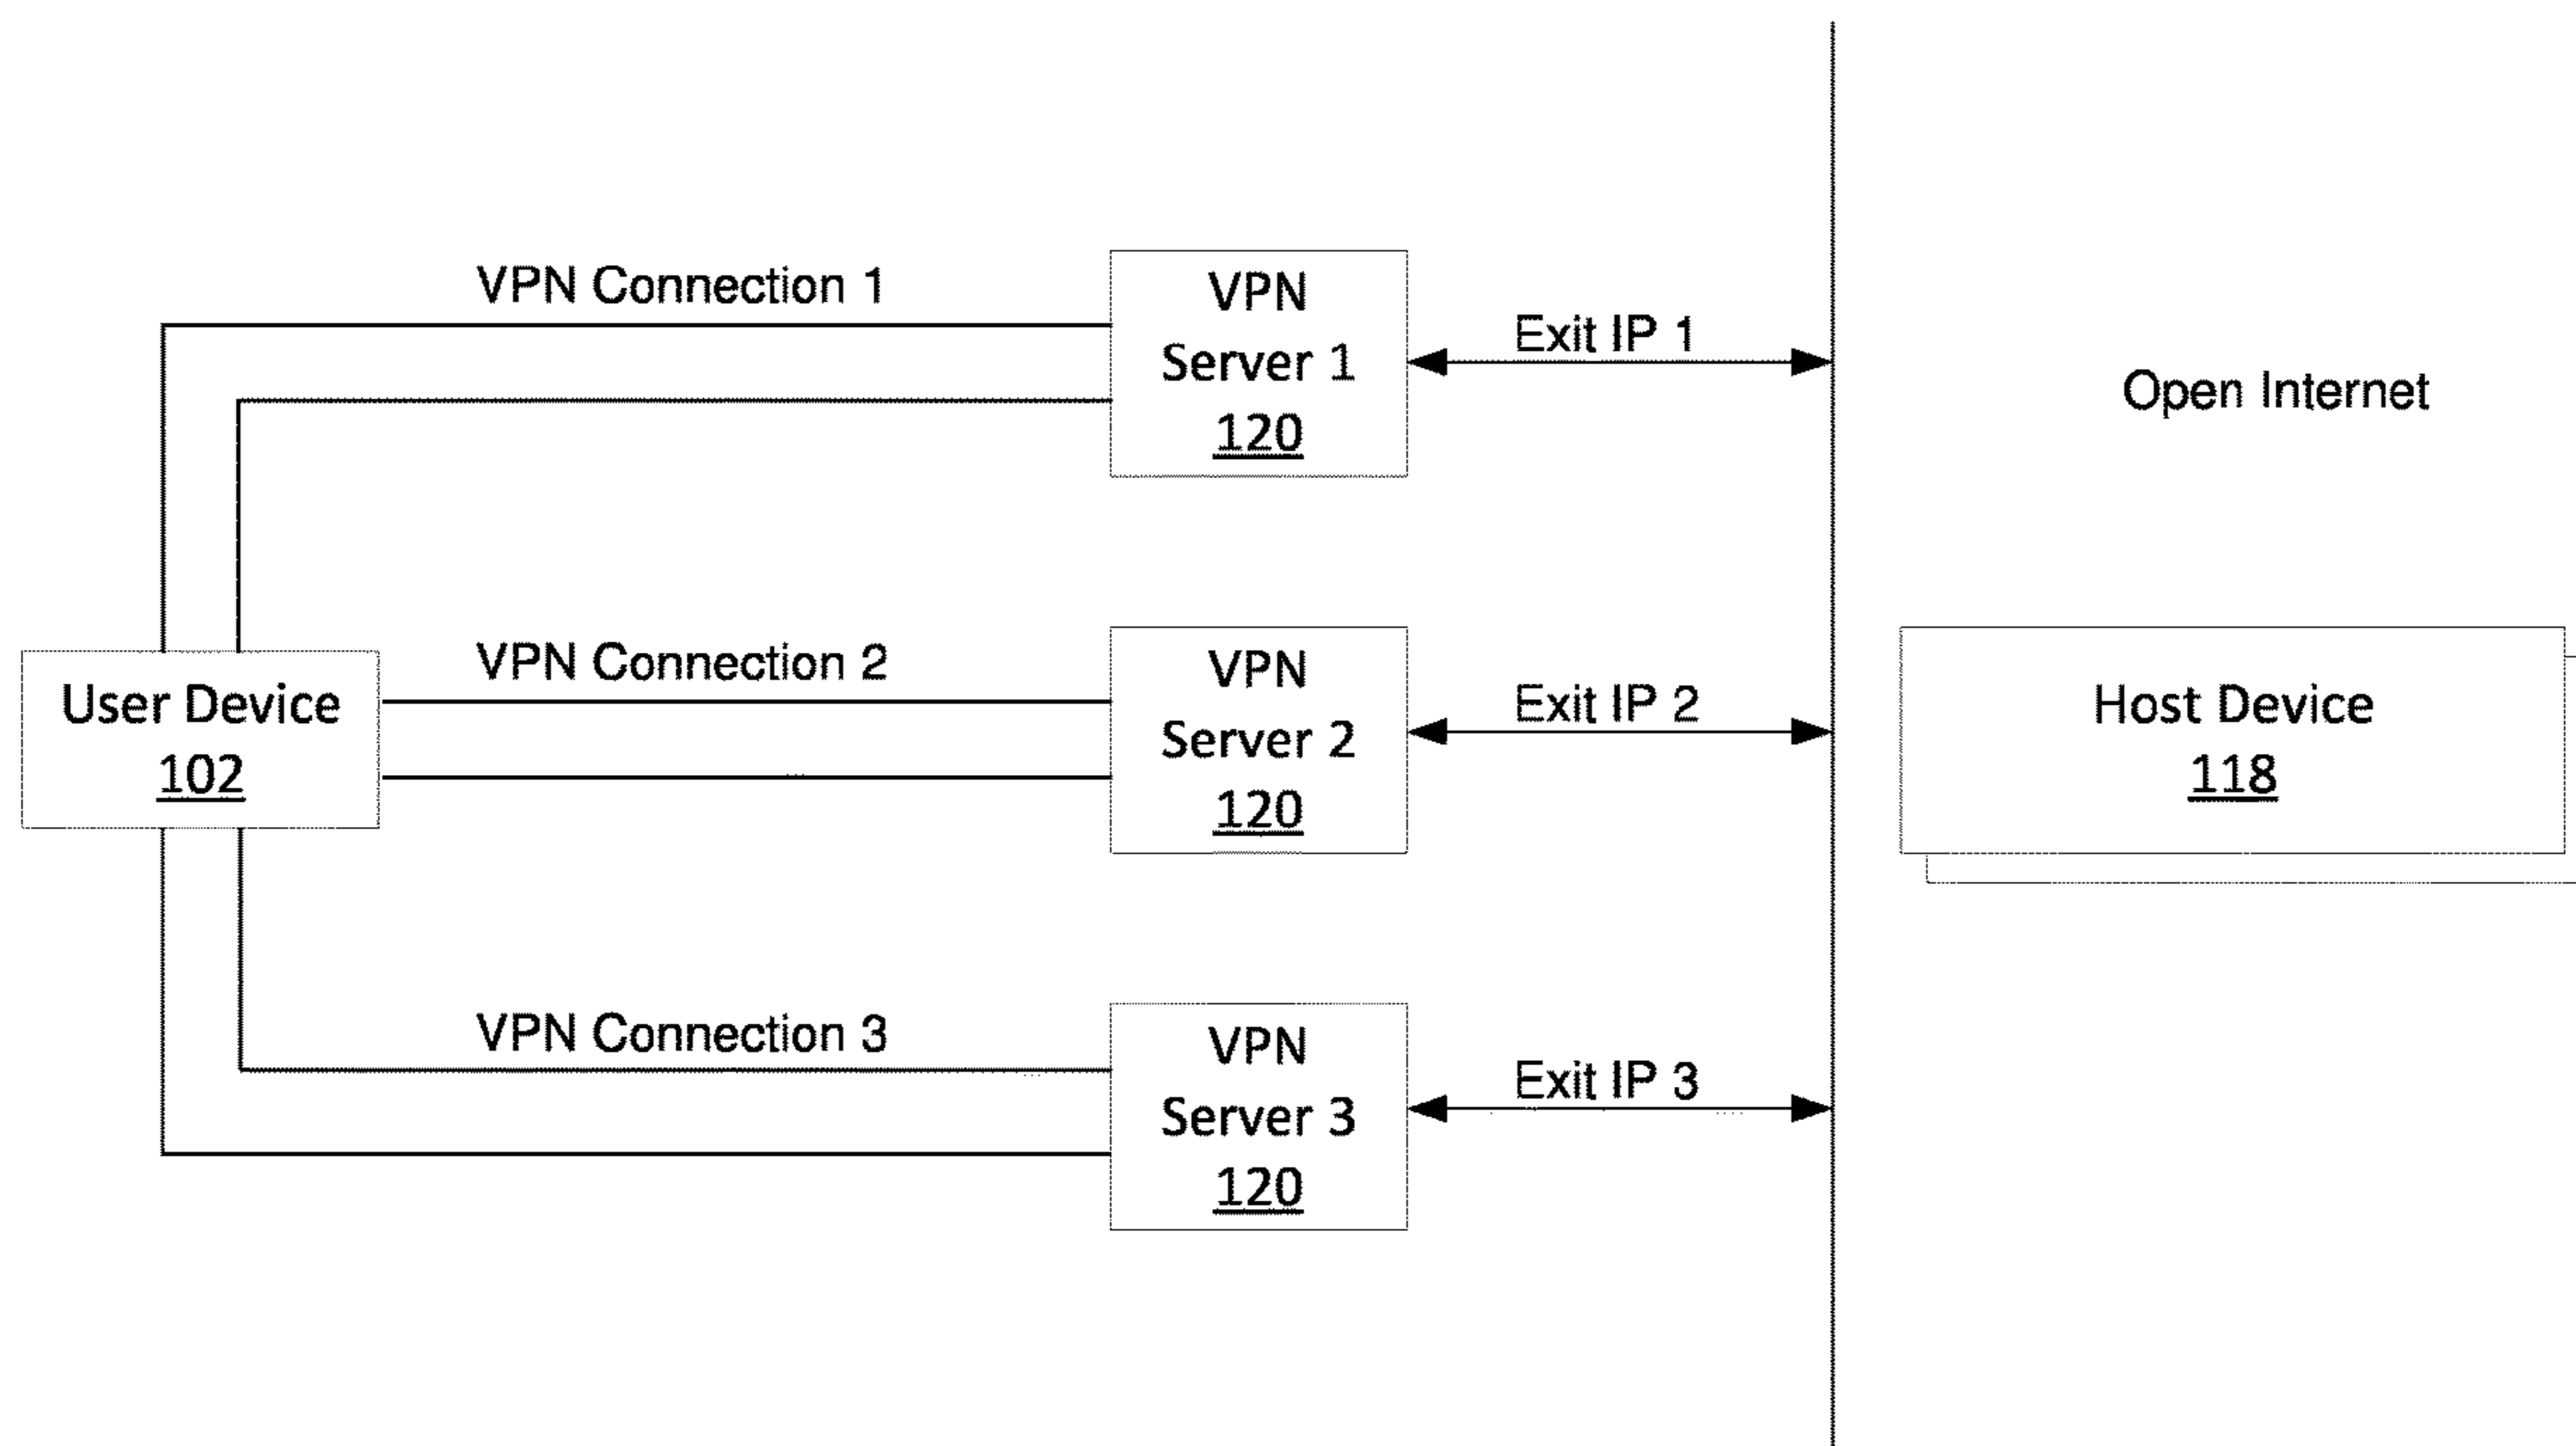 VPN Connection 1
VPN
Server 1
120
Exit IP 1
Open Internet
User Device
102
VPN Connection 2
VPN
Server 2
120
Exit IP 2
Host Device
118
VPN Connection 3
VPN
Server 3
120
Exit IP 3